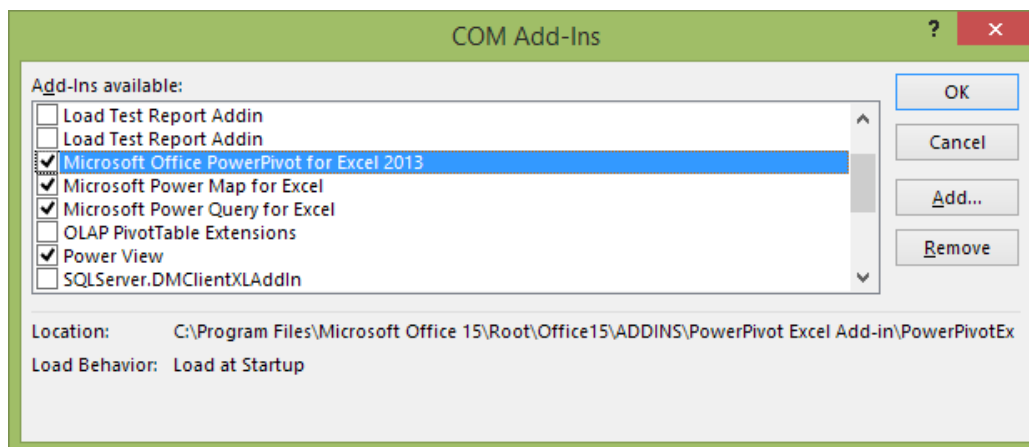 COM Add-Ins
? ×
Add-Ins available:
Load Test Report Addin
Load Test Report Addin
Microsoft Office PowerPivot for Excel 2013
Microsoft Power Map for Excel
Microsoft Power Query for Excel
OLAP PivotTable Extensions
Power View
SQLServer.DMClientXLAddIn
OK
Cancel
Add...
Remove
Location: C:\Program Files\Microsoft Office 15\Root\Office15\ADDINS\PowerPivot Excel Add-in\PowerPivotEx
Load Behavior: Load at Startup